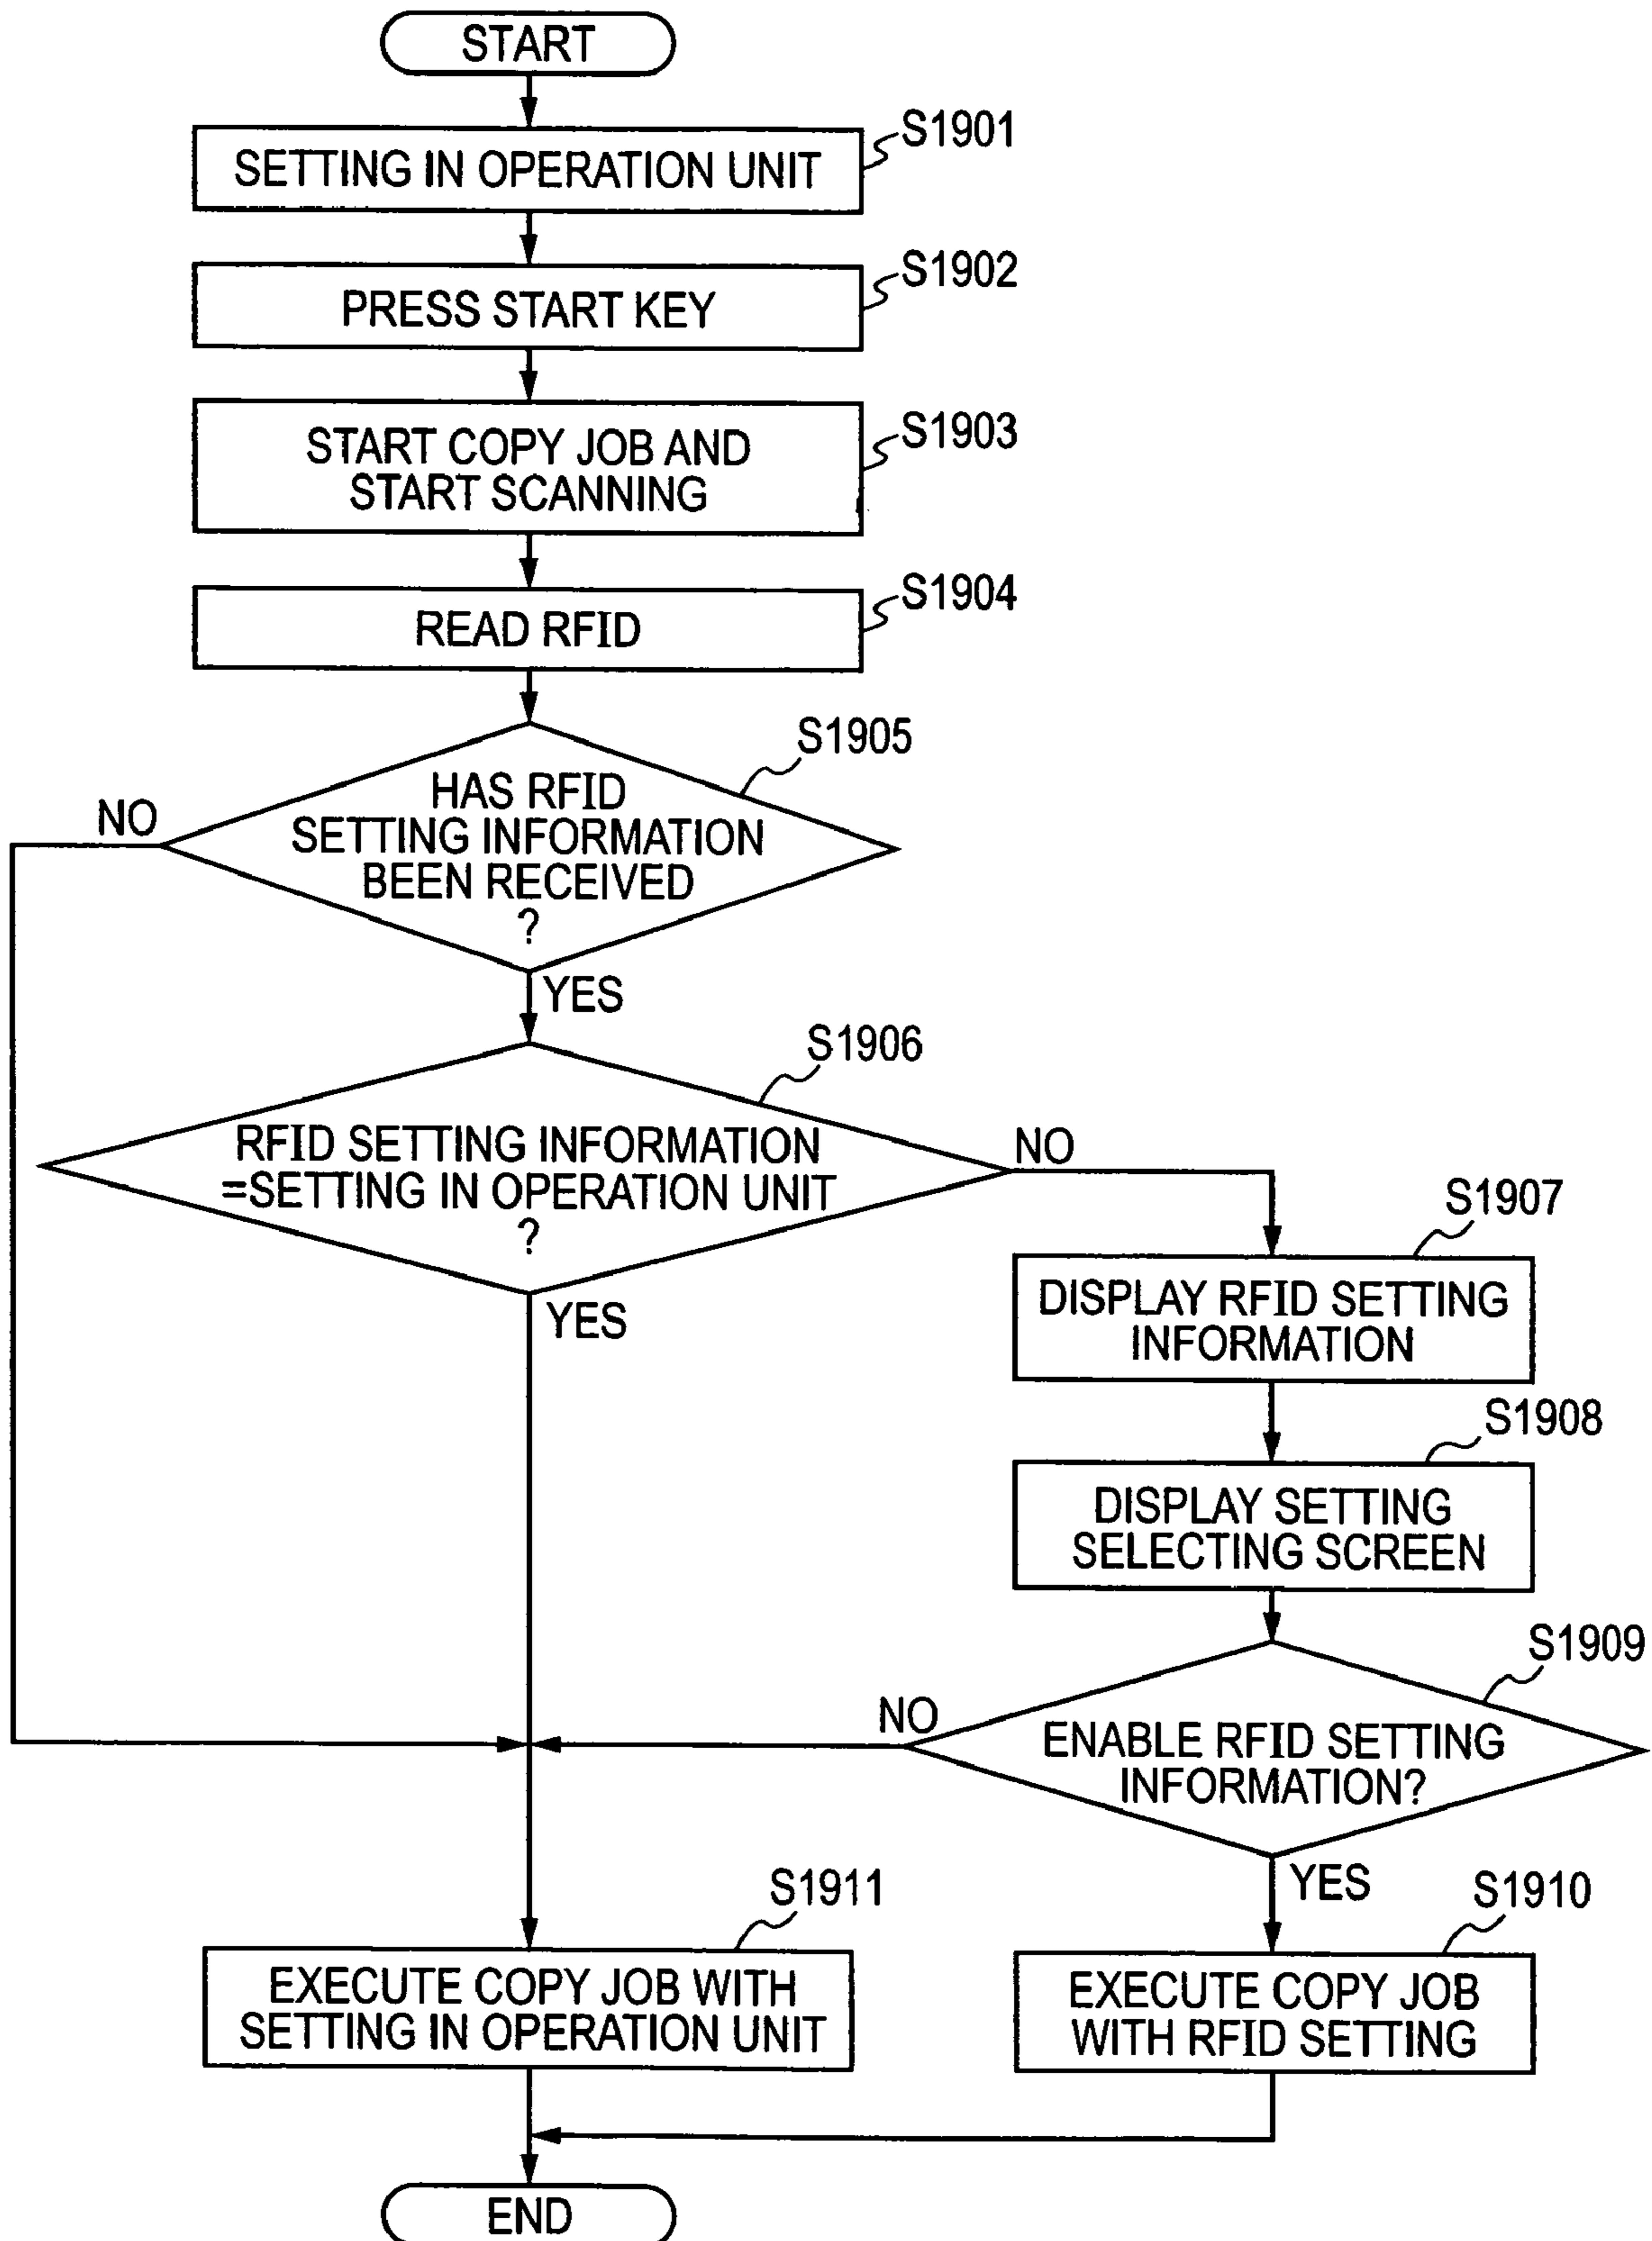 START
S1901
SETTING IN OPERATION UNIT
S1902
PRESS START KEY
S1903
START COPY JOB AND
START SCANNING
S1904
READ RFID
S1905
HAS RFID
SETTING INFORMATION
BEEN RECEIVED
?
NO
YES
S1906
RFID SETTING INFORMATION
=SETTING IN OPERATION UNIT
?
NO
YES
S1907
DISPLAY RFID SETTING
INFORMATION
S1908
DISPLAY SETTING
SELECTING SCREEN
S1909
ENABLE RFID SETTING
INFORMATION?
NO
YES
S1911
EXECUTE COPY JOB WITH
SETTING IN OPERATION UNIT
S1910
EXECUTE COPY JOB
WITH RFID SETTING
END